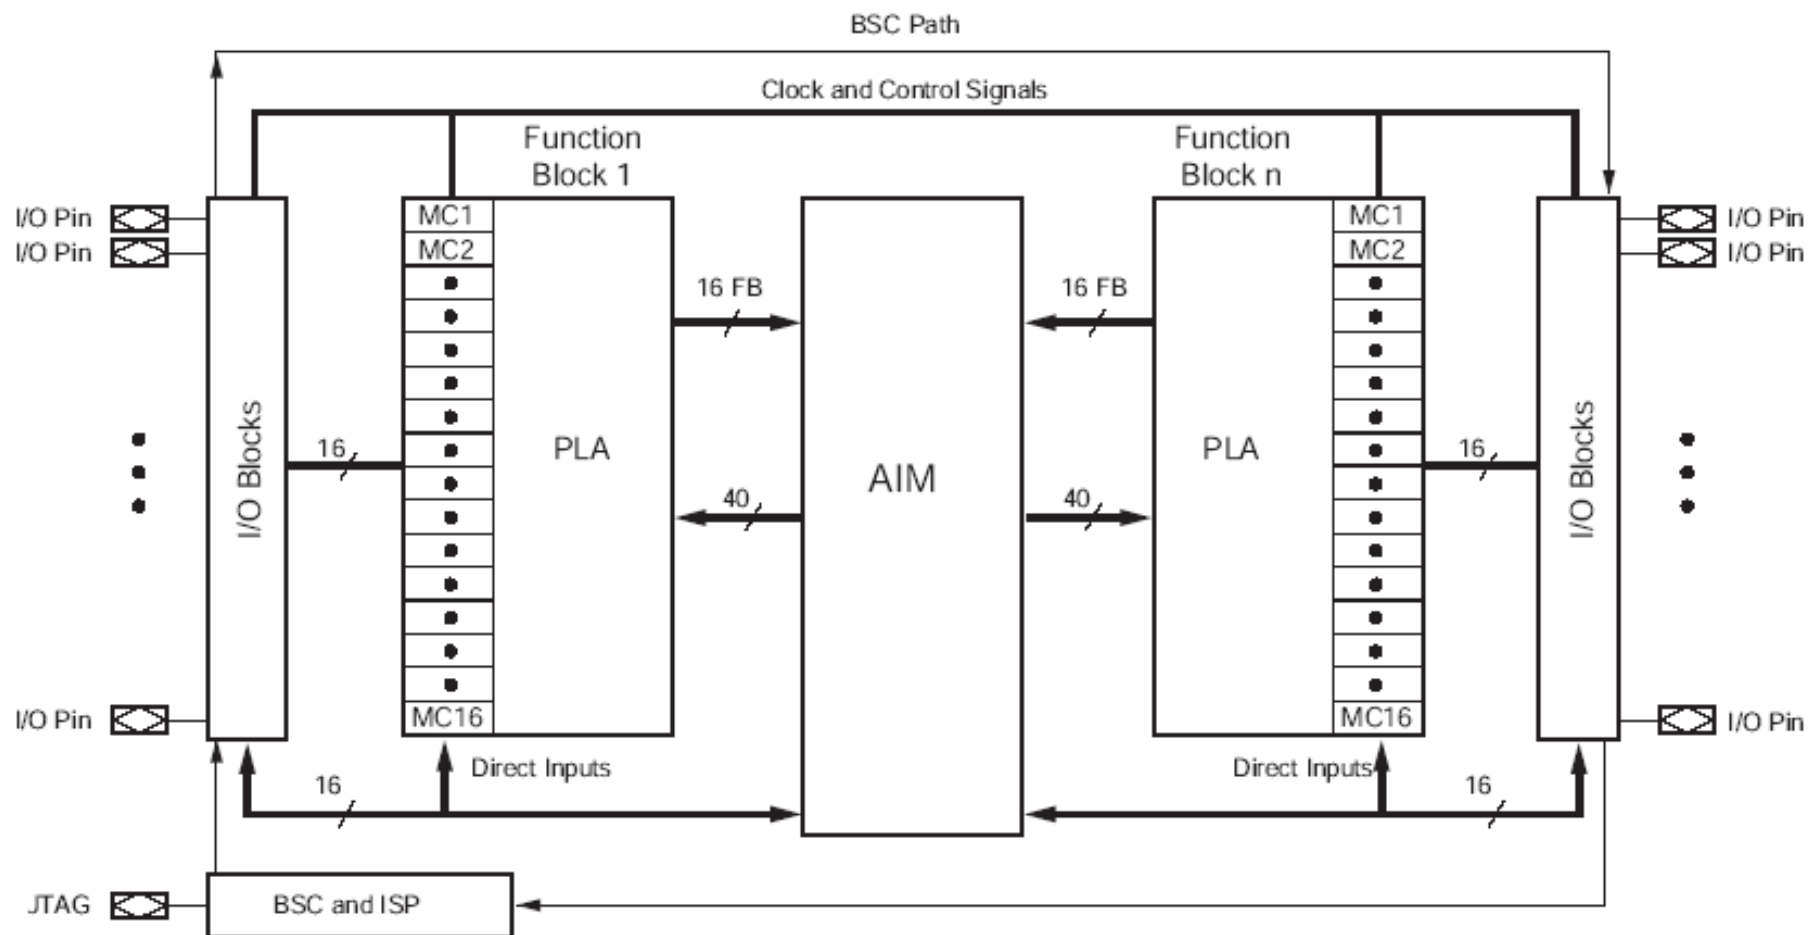 BSC Path
Clock and Control Signals
Function
Block 1
Function
Block n
I/O Pin
I/O Pin
MC1
MC2
MC1
MC2
I/O Pin
I/O Pin
16 FB
16 FB
I/O Blocks
16
PLA
AIM
PLA
16
I/O Blocks
40
40
I/O Pin
MC16
MC16
I/O Pin
Direct Inputs
Direct Inputs
16
16
JTAG
BSC and ISP